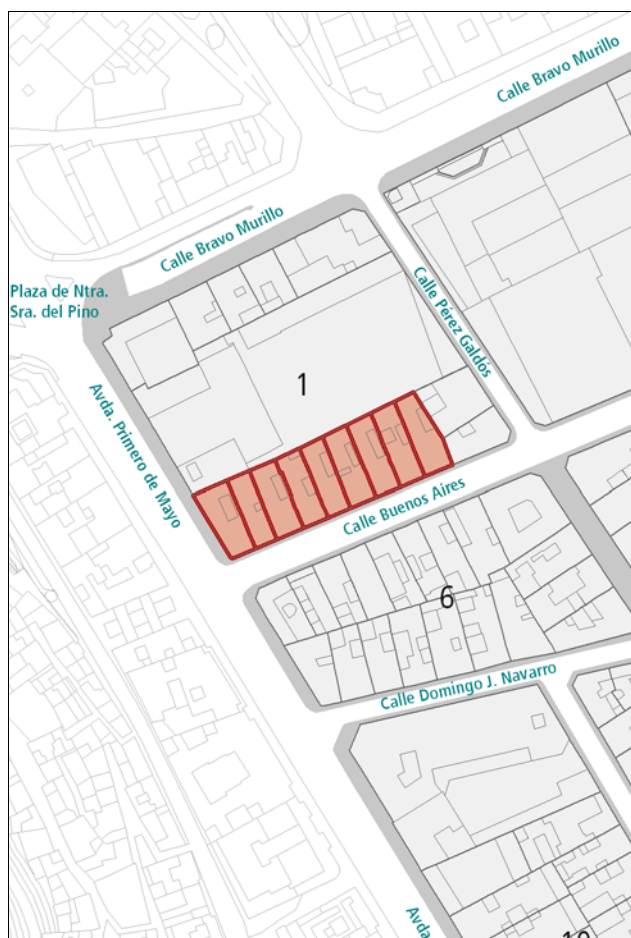 Calle Bravo Murillo
Calle Bravo Murillo
Plaza de Ntra.
Sra. del Pino
Calle Pérez Galdós
1
Avda. Primero de Mayo
Calle Buenos Aires
6
Calle Domingo J. Navarro
Avda
10